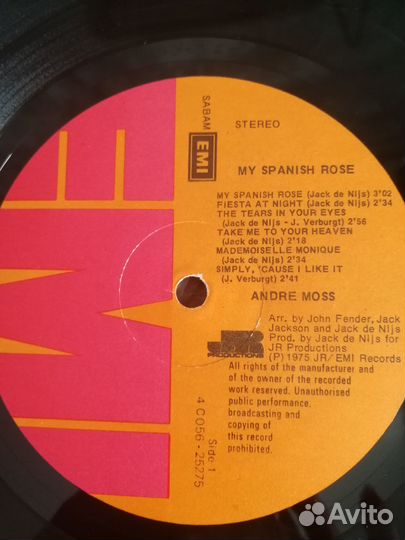 EMI
SABAM
EMI
STEREO
MY SPANISH ROSE
MY SPANISH ROSE (Jack de Nijs) 3'02
FIESTA AT NIGHT (Jack de Nijs) 2'34
THE TEARS IN YOUR EYES
(Jack de Nijs - J. Verburgt) 2'56
TAKE ME TO YOUR HEAVEN
(Jack de Nijs) 2'18
MADEMOISELLE MONIQUE
(Jack de Nijs) 2'34
SIMPLY, 'CAUSE I LIKE IT
(J. Verburgt) 2'41
ANDRE MOSS
Arr. by John Fender, Jack
Jackson and Jack de Nijs
Prod. by Jack de Nijs for
JR Productions
(P) 1975 JR/EMI Records
JR
PRODUCTIONS
All rights of the manufacturer and
of the owner of the recorded
work reserved. Unauthorised
public performance,
broadcasting and
copying of
this record
prohibited.
Side 1
4 C 056-25275
Avito